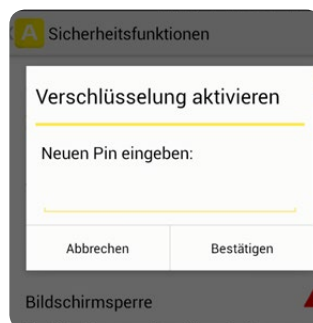 A Sicherheitsfunktionen
Verschlüsselung aktivieren
Neuen Pin eingeben:
Abbrechen Bestätigen
Bildschirmsperre